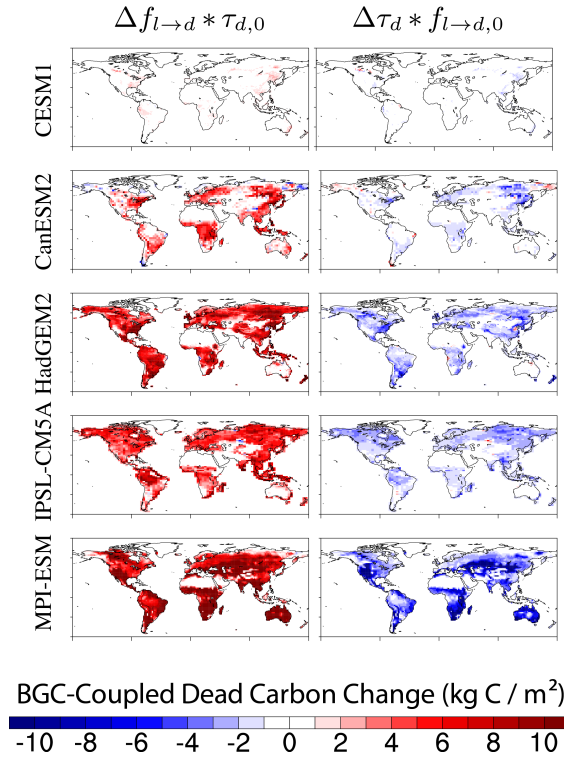 Δf_{l→d} * τ_{d,0} Δτ_d * f_{l→d,0}
CESM1
CanESM2
HadGEM2
IPSL-CM5A
MPI-ESM
BGC-Coupled Dead Carbon Change (kg C / m²)
-10 -8 -6 -4 -2 0 2 4 6 8 10